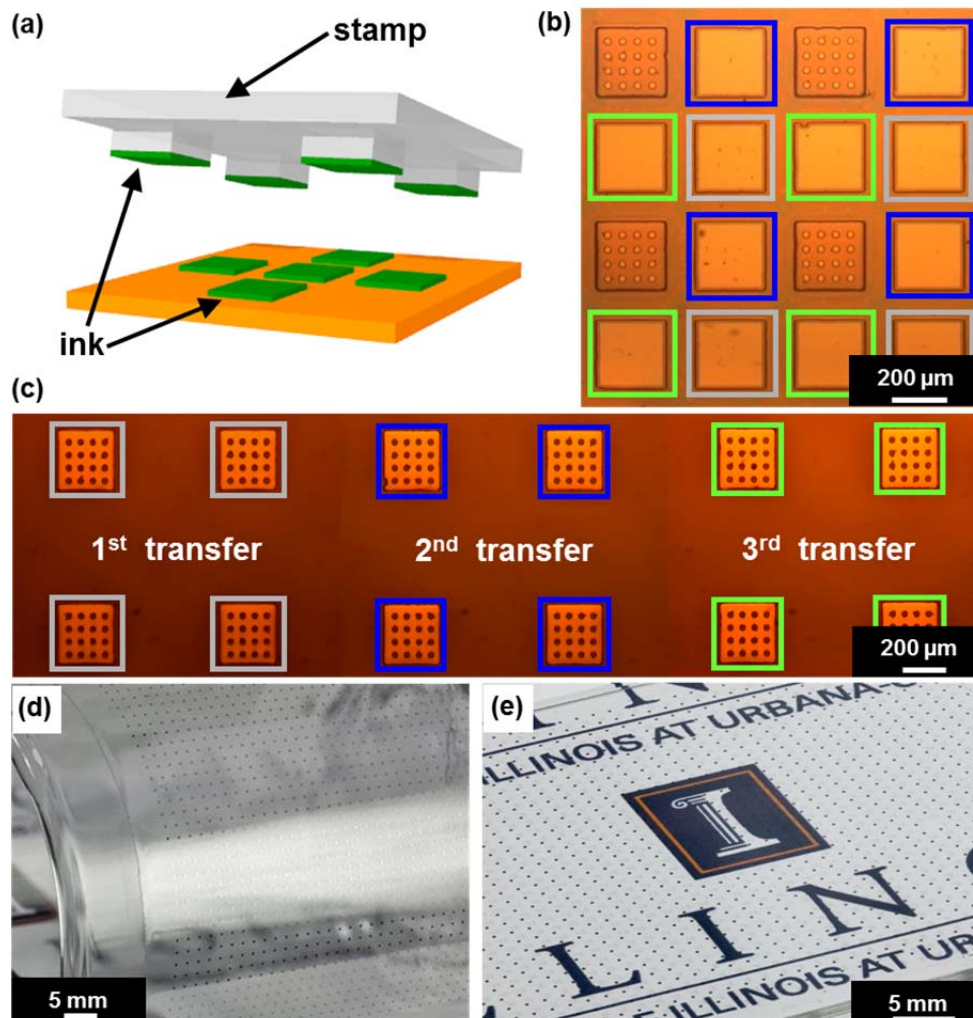 (a)
stamp
ink
(b)
200 µm
(c)
1st transfer
2nd transfer
3rd transfer
200 µm
(d)
5 mm
(e)
ILLINOIS AT URBANA-
I
L I N
ILLINOIS AT URBA
5 mm